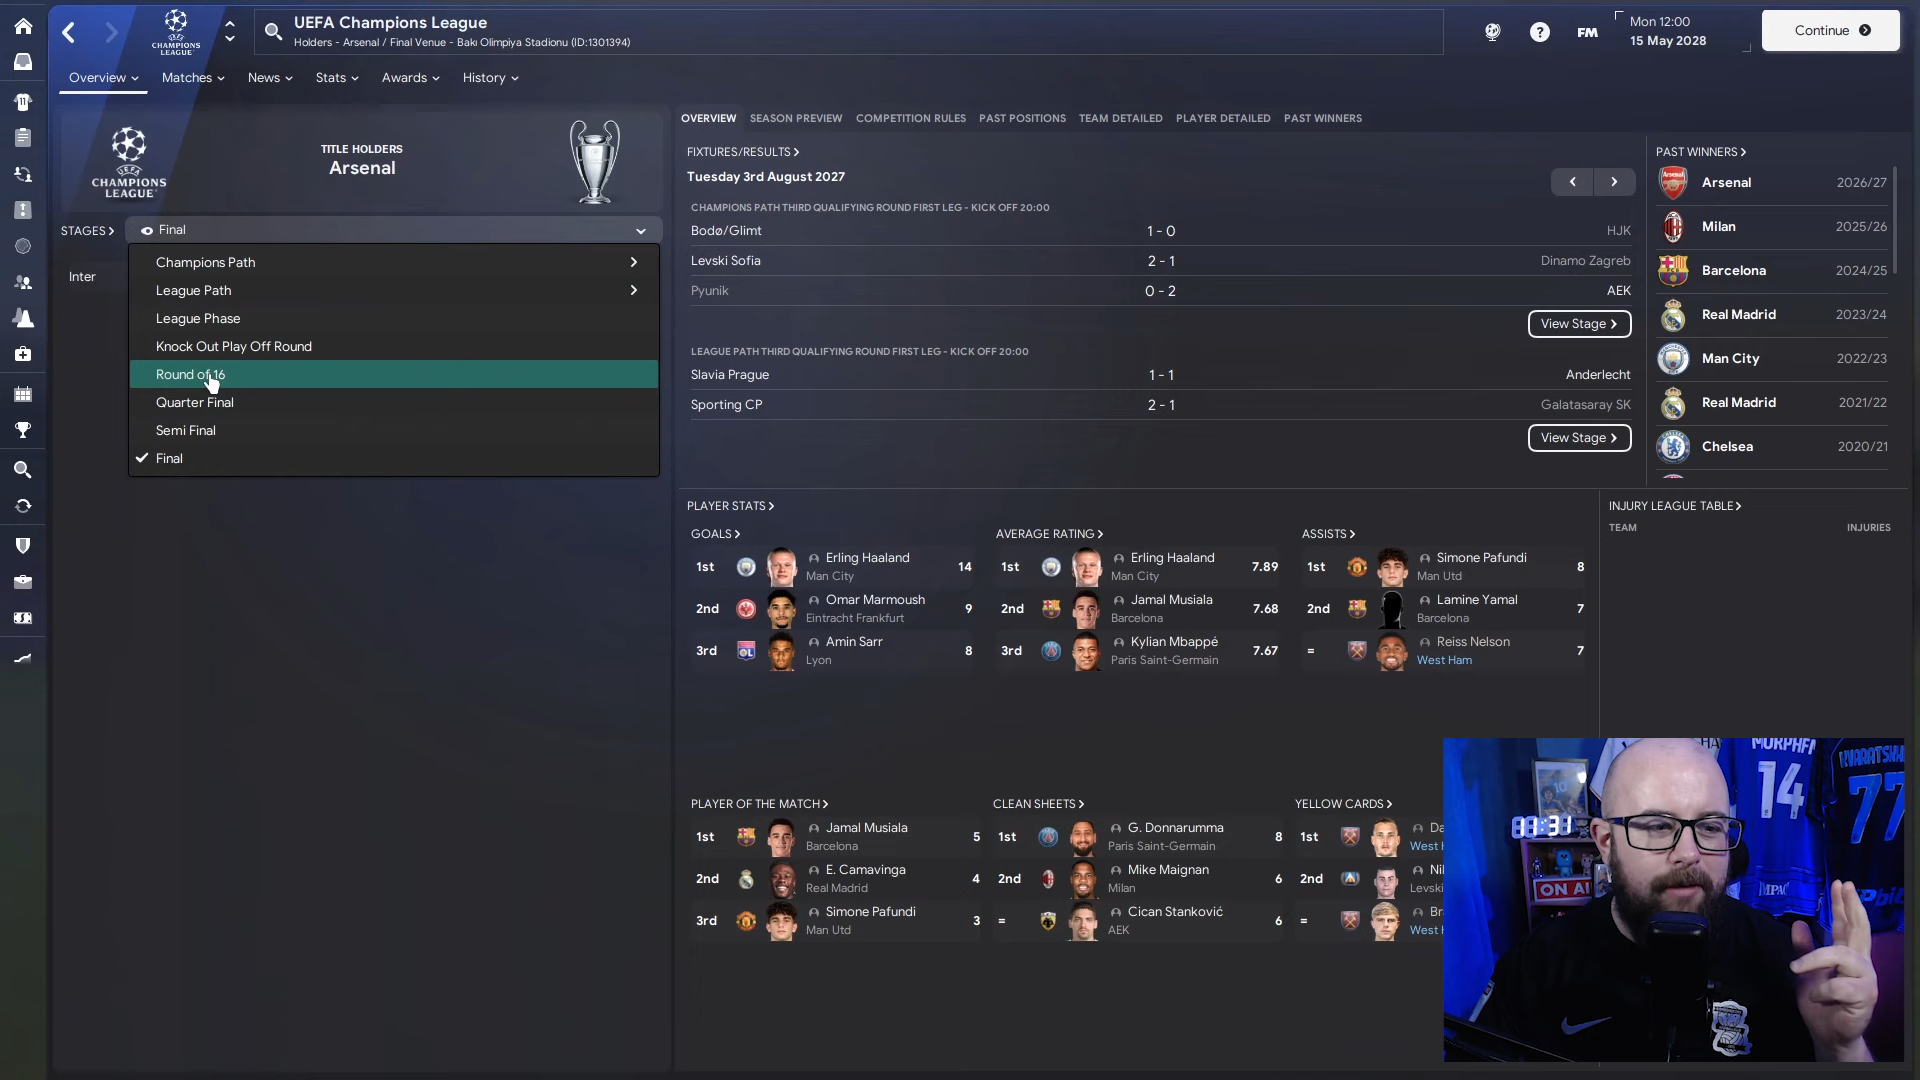 UEFA Champions League
Holders - Arsenal / Final Venue - Bakı Olimpiya Stadionu (ID:1301394)
CHAMPIONS
LEAGUE
FM
Mon 12:00
15 May 2028
Continue
Overview
Matches
News
Stats
Awards
History
UEFA
CHAMPIONS
LEAGUE
TITLE HOLDERS
Arsenal
STAGES
Final
Inter
Champions Path
League Path
League Phase
Knock Out Play Off Round
Round of 16
Quarter Final
Semi Final
Final
OVERVIEW
SEASON PREVIEW
COMPETITION RULES
PAST POSITIONS
TEAM DETAILED
PLAYER DETAILED
PAST WINNERS
FIXTURES/RESULTS
Tuesday 3rd August 2027
CHAMPIONS PATH THIRD QUALIFYING ROUND FIRST LEG - KICK OFF 20:00
Bodø/Glimt 1 - 0 HJK
Levski Sofia 2 - 1 Dinamo Zagreb
Pyunik 0 - 2 AEK
View Stage
LEAGUE PATH THIRD QUALIFYING ROUND FIRST LEG - KICK OFF 20:00
Slavia Prague 1 - 1 Anderlecht
Sporting CP 2 - 1 Galatasaray SK
View Stage
PAST WINNERS
Arsenal 2026/27
Milan 2025/26
Barcelona 2024/25
Real Madrid 2023/24
Man City 2022/23
Real Madrid 2021/22
Chelsea 2020/21
PLAYER STATS
GOALS
1st Erling Haaland 14
Man City
2nd Omar Marmoush 9
Eintracht Frankfurt
3rd Amin Sarr 8
Lyon
AVERAGE RATING
1st Erling Haaland 7.89
Man City
2nd Jamal Musiala 7.68
Barcelona
3rd Kylian Mbappé 7.67
Paris Saint-Germain
ASSISTS
1st Simone Pafundi 8
Man Utd
2nd Lamine Yamal 7
Barcelona
= Reiss Nelson 7
West Ham
INJURY LEAGUE TABLE
TEAM INJURIES
PLAYER OF THE MATCH
1st Jamal Musiala 5
Barcelona
2nd E. Camavinga 4
Real Madrid
3rd Simone Pafundi 3
Man Utd
CLEAN SHEETS
1st G. Donnarumma 8
Paris Saint-Germain
2nd Mike Maignan 6
Milan
= Cican Stanković 6
AEK
YELLOW CARDS
1st Da
West H
2nd Nil
Levski
= Br
West H
14
77
11:31
ON AI